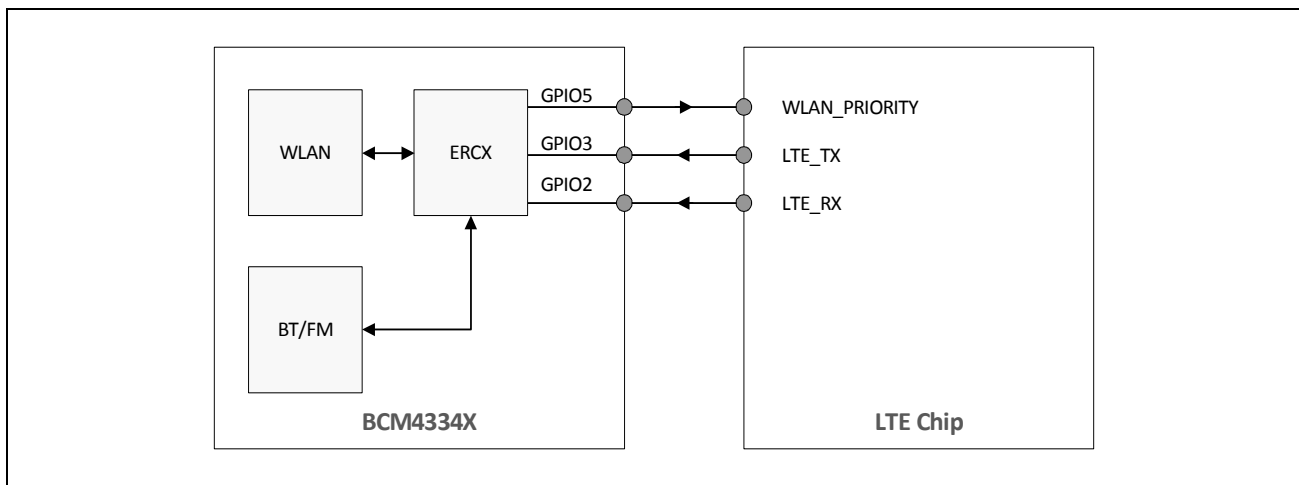 GPIO5
WLAN_PRIORITY
WLAN
ERCX
GPIO3
LTE_TX
GPIO2
LTE_RX
BT/FM
BCM4334X
LTE Chip